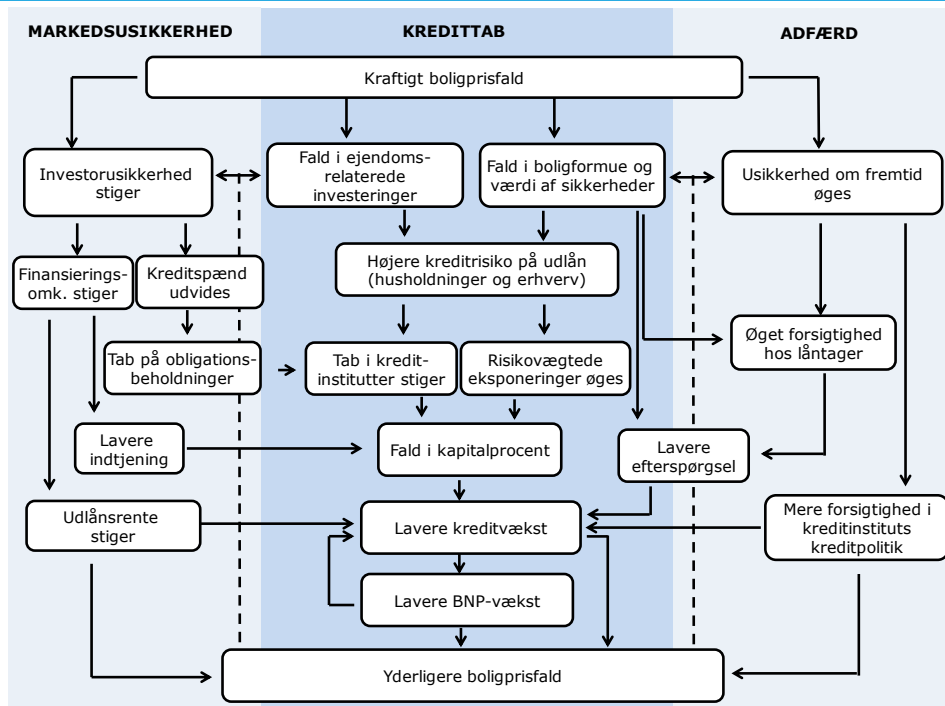 MARKEDSUSIKKERHED
KREDITTAB
ADFÆRD
Kraftigt boligprisfald
Investorusikkerhed
stiger
Fald i ejendoms-
relaterede
investeringer
Fald i boligformue og
værdi af sikkerheder
Usikkerhed om fremtid
øges
Finansierings-
omk. stiger
Kreditspænd
udvides
Højere kreditrisiko på udlån
(husholdninger og erhverv)
Tab på obligations-
beholdninger
Tab i kredit-
institutter stiger
Risikovægtede
eksponeringer øges
Øget forsigtighed
hos låntager
Lavere
indtjening
Fald i kapitalprocent
Lavere
efterspørgsel
Udlånsrente
stiger
Lavere kreditvækst
Mere forsigtighed i
kreditinstituts
kreditpolitik
Lavere BNP-vækst
Yderligere boligprisfald